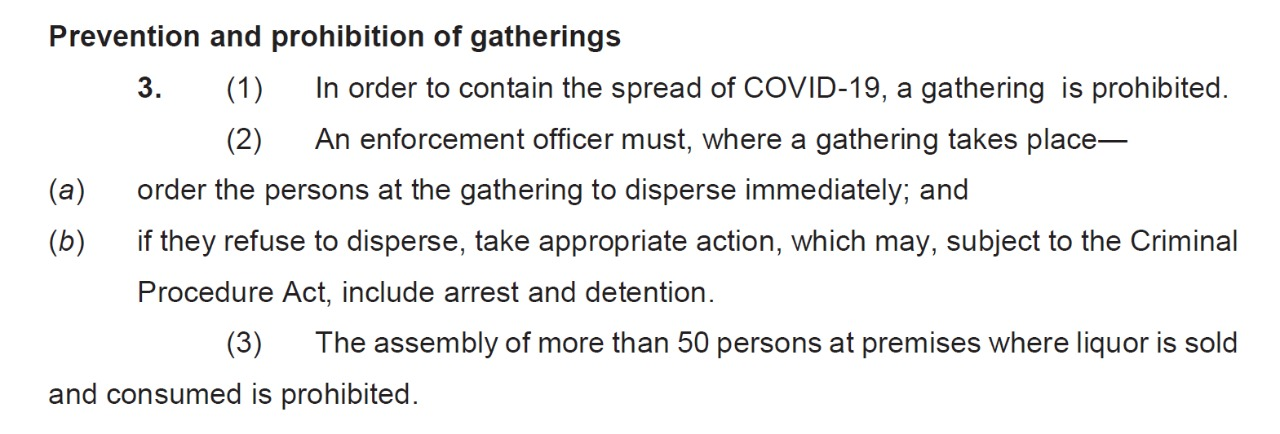 Prevention and prohibition of gatherings
3. (1) In order to contain the spread of COVID-19, a gathering  is prohibited.
(2) An enforcement officer must, where a gathering takes place—
(a) order the persons at the gathering to disperse immediately; and
(b) if they refuse to disperse, take appropriate action, which may, subject to the Criminal
Procedure Act, include arrest and detention.
(3) The assembly of more than 50 persons at premises where liquor is sold
and consumed is prohibited.